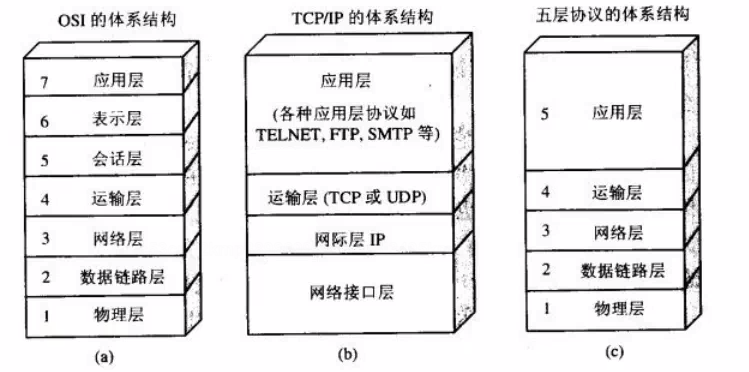 OSI 的体系结构
7 应用层
6 表示层
5 会话层
4 运输层
3 网络层
2 数据链路层
1 物理层
(a)
TCP/IP 的体系结构
应用层
(各种应用层协议如
TELNET, FTP, SMTP 等)
运输层 (TCP 或 UDP)
网际层 IP
网络接口层
(b)
五层协议的体系结构
5 应用层
4 运输层
3 网络层
2 数据链路层
1 物理层
(c)